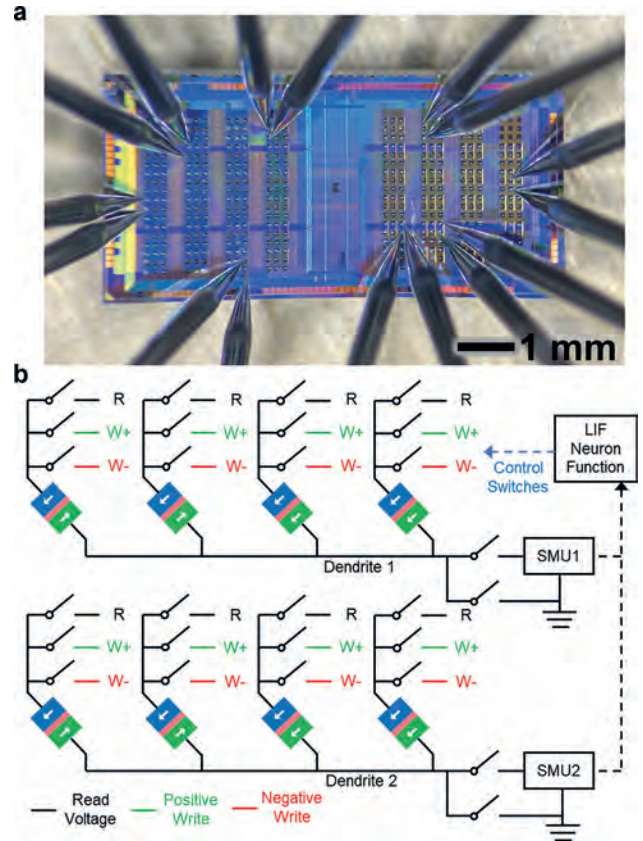 a
1 mm
b
R R R R
W+ W+ W+ W+
W- W- W- W-
LIF
Neuron
Function
Control
Switches
Dendrite 1
SMU1
R R R R
W+ W+ W+ W+
W- W- W- W-
Dendrite 2
SMU2
Read
Voltage
Positive
Write
Negative
Write